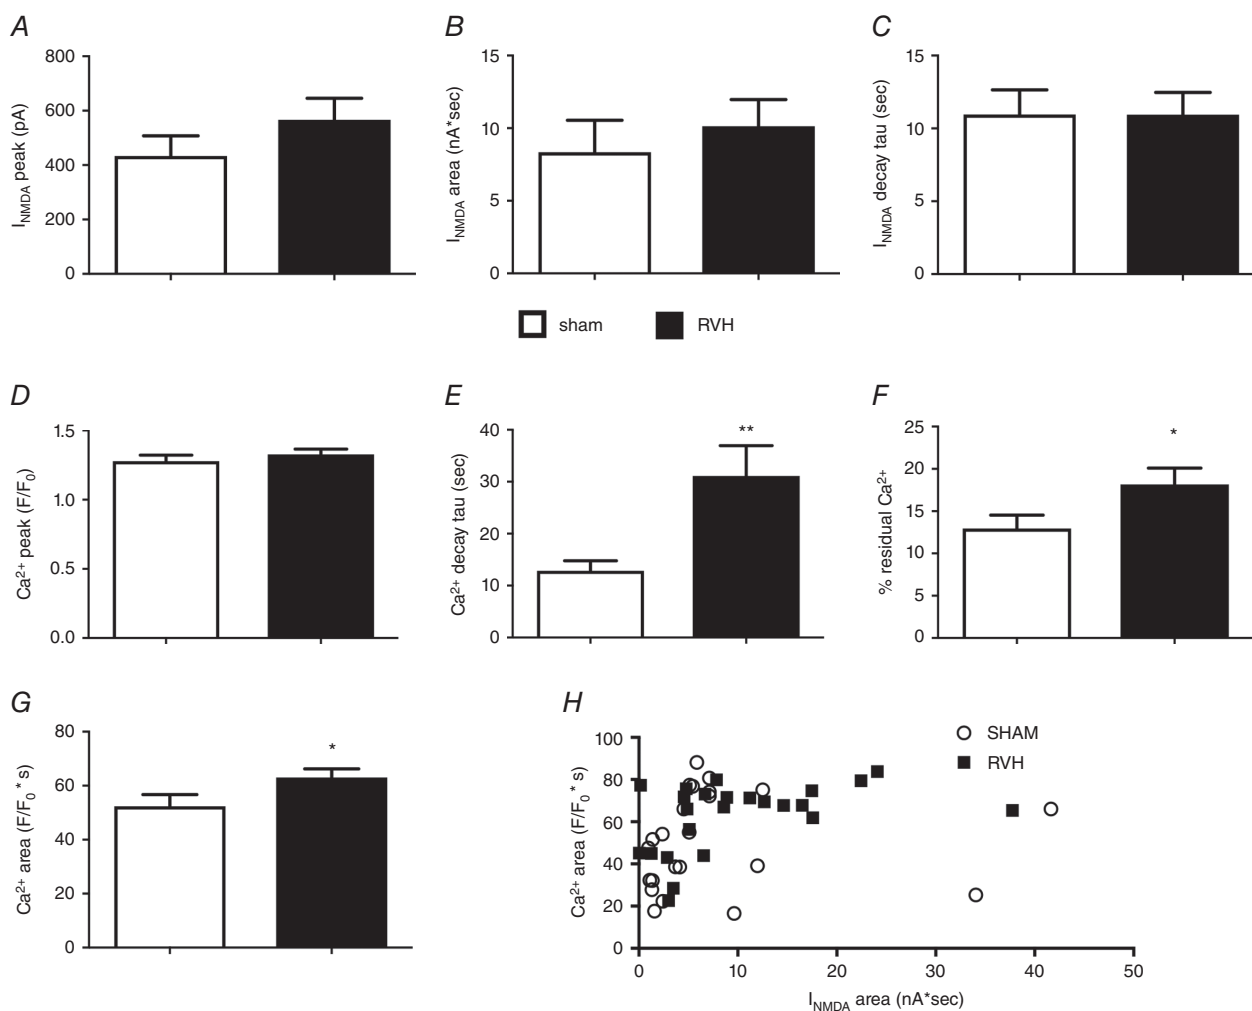 A
I_NMDA peak (pA)
800
600
400
200
0
B
I_NMDA area (nA*sec)
15
10
5
0
C
I_NMDA decay tau (sec)
15
10
5
0
sham
RVH
D
Ca²⁺ peak (F/F₀)
1.5
1.0
0.5
0.0
E
Ca²⁺ decay tau (sec)
40
30
20
10
0
**
F
% residual Ca²⁺
25
20
15
10
5
0
*
G
Ca²⁺ area (F/F₀ * s)
80
60
40
20
0
*
H
Ca²⁺ area (F/F₀ * s)
100
80
60
40
20
0
SHAM
RVH
0 10 20 30 40 50
I_NMDA area (nA*sec)